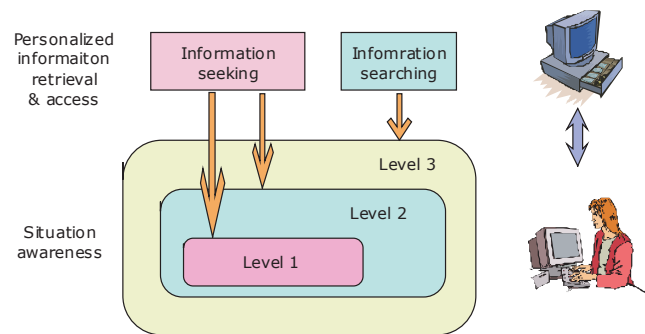 Personalized
informaiton
retrieval
& access
Information
seeking
Infomration
searching
Level 3
Level 2
Situation
awareness
Level 1